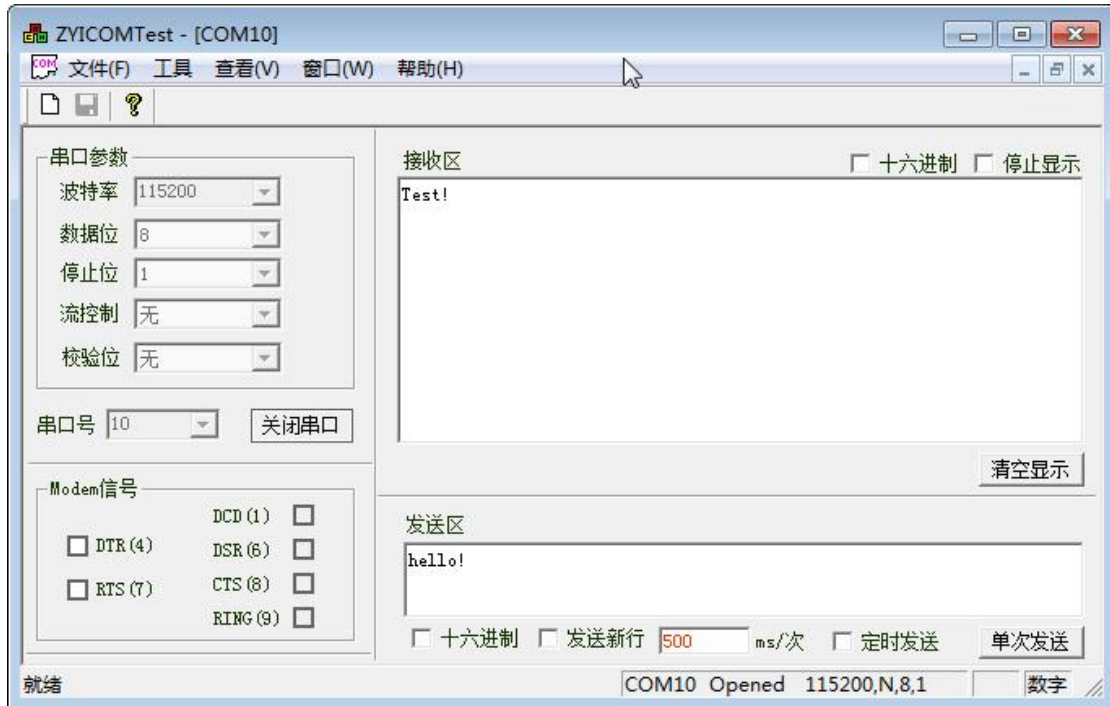 ZYICOMTest - [COM10]
文件(F) 工具 查看(V) 窗口(W) 帮助(H)
串口参数
波特率 115200
数据位 8
停止位 1
流控制 无
校验位 无
串口号 10 关闭串口
Modem信号
DCD(1)
DTR(4) DSR(6)
RTS(7) CTS(8)
RING(9)
接收区 十六进制 停止显示
Test!
清空显示
发送区
hello!
十六进制 发送新行 500 ms/次 定时发送 单次发送
就绪 COM10 Opened 115200,N,8,1 数字